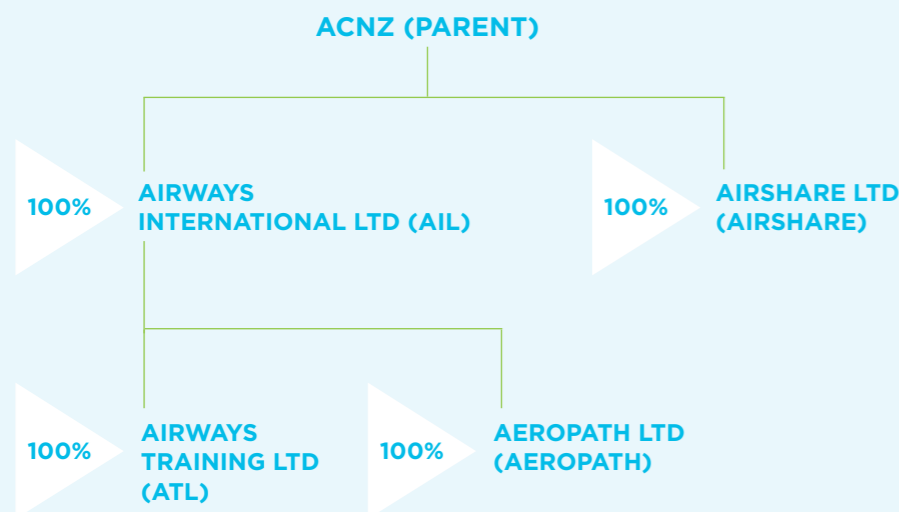 ACNZ (PARENT)
100%
AIRWAYS
INTERNATIONAL LTD (AIL)
100%
AIRSHARE LTD
(AIRSHARE)
100%
AIRWAYS
TRAINING LTD
(ATL)
100%
AEROPATH LTD
(AEROPATH)